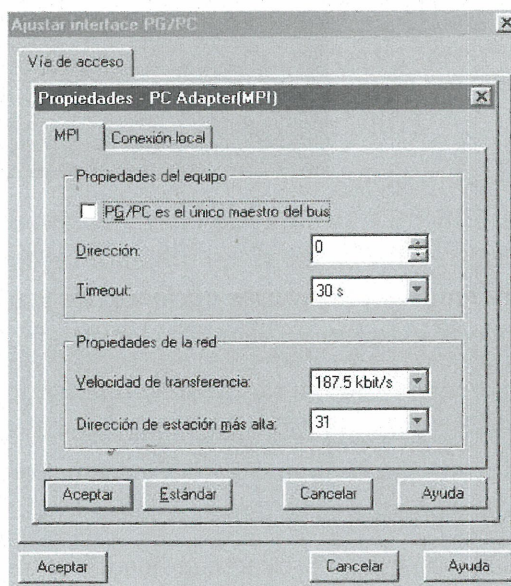 Ajustar interface PG/PC
Vía de acceso
Propiedades - PC Adapter(MPI)
MPI
Conexión local
Propiedades del equipo
PG/PC es el único maestro del bus
Dirección:
0
Timeout:
30 s
Propiedades de la red
Velocidad de transferencia:
187.5 kbit/s
Dirección de estación más alta:
31
Aceptar
Estándar
Cancelar
Ayuda
Aceptar
Cancelar
Ayuda